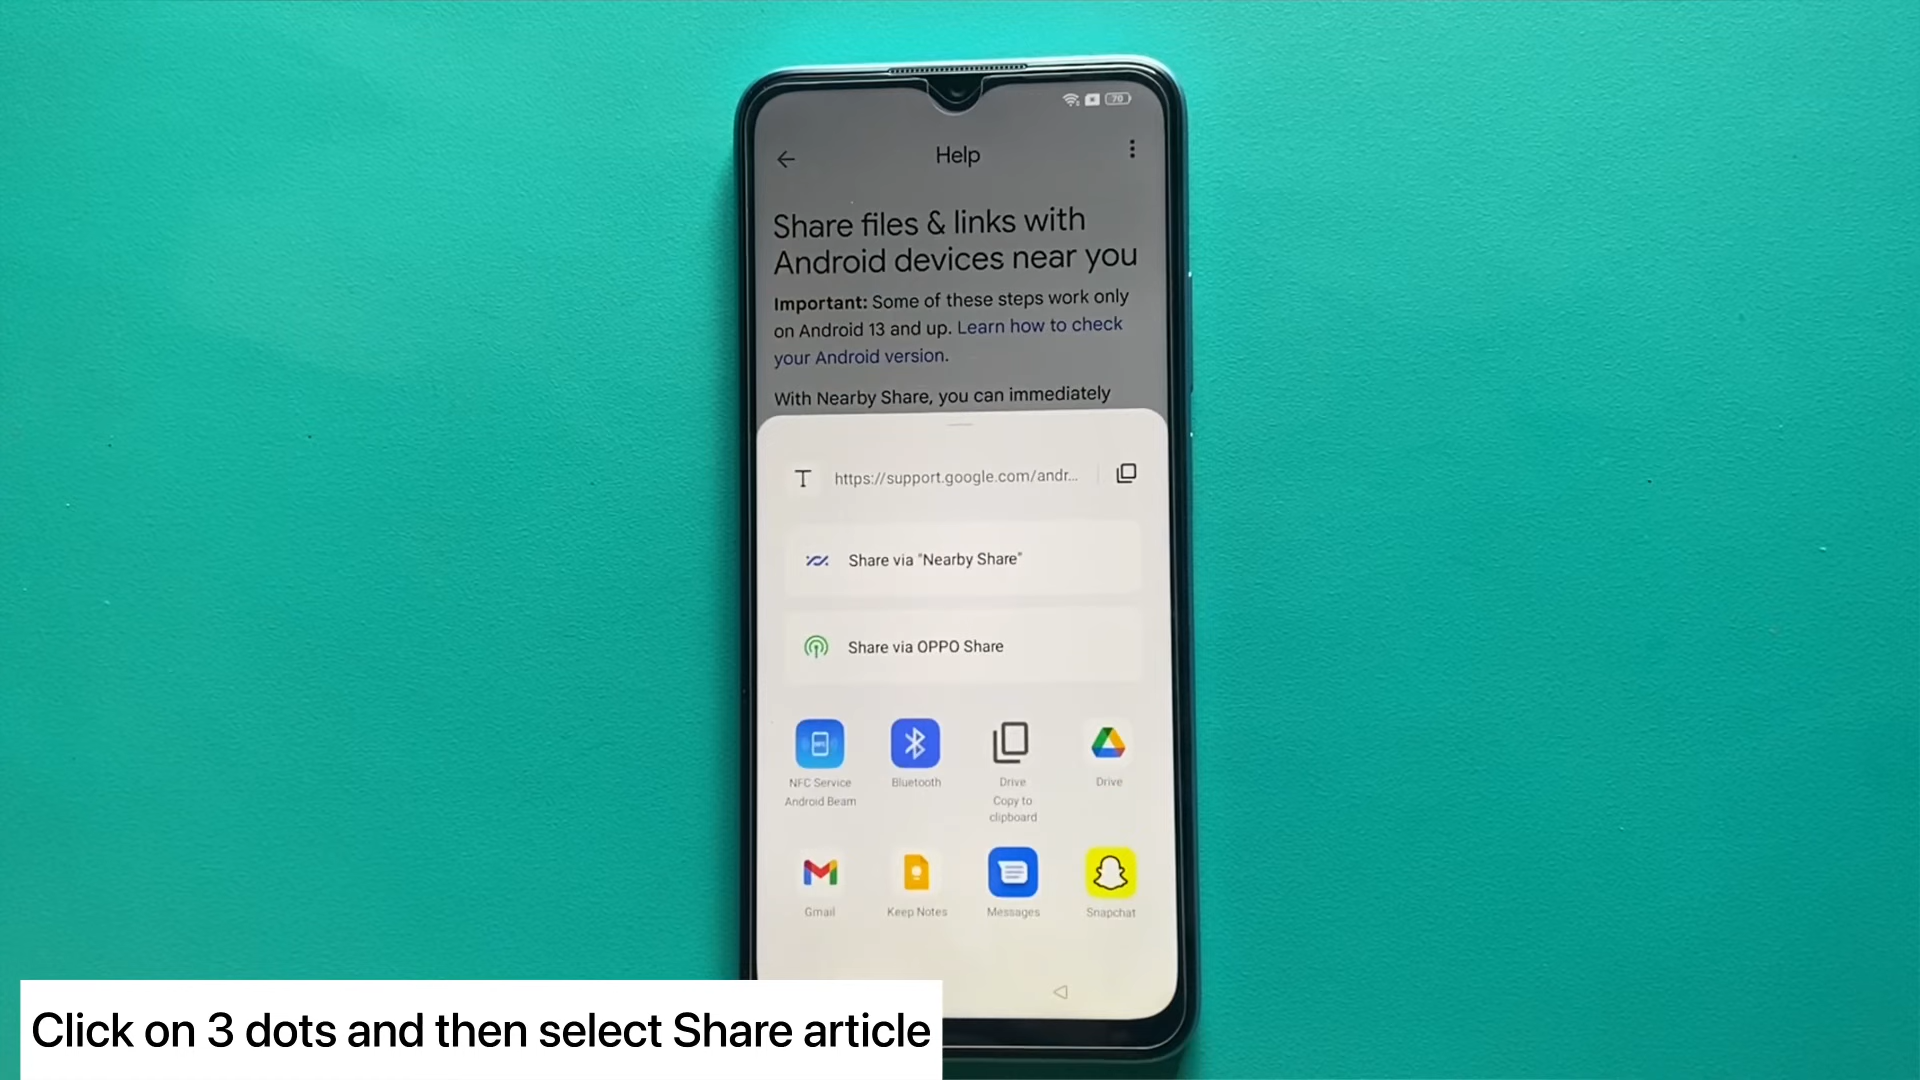 70
Help
Share files & links with
Android devices near you
Important: Some of these steps work only
on Android 13 and up. Learn how to check
your Android version.
With Nearby Share, you can immediately
T https://support.google.com/andr...
Share via "Nearby Share"
Share via OPPO Share
NFC Service Bluetooth Drive Drive
Android Beam Copy to
clipboard
Gmail Keep Notes Messages Snapchat
Click on 3 dots and then select Share article